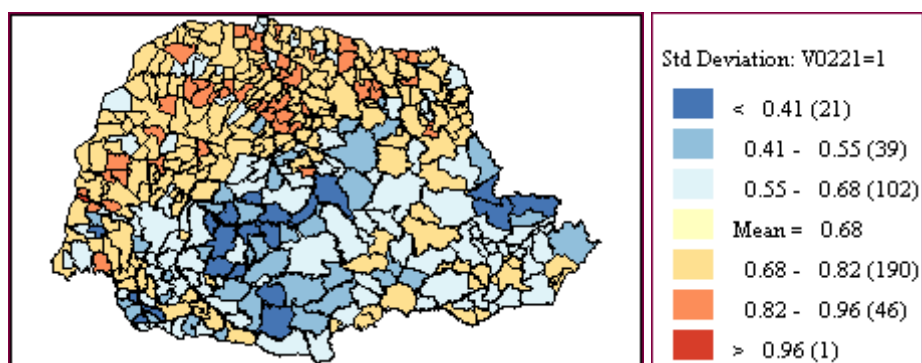 Std Deviation: V0221=1
< 0.41 (21)
0.41 - 0.55 (39)
0.55 - 0.68 (102)
Mean = 0.68
0.68 - 0.82 (190)
0.82 - 0.96 (46)
> 0.96 (1)